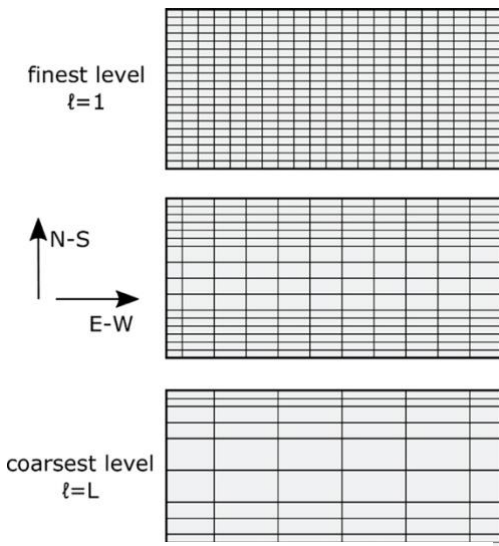 finest level
ℓ=1
N-S
E-W
coarsest level
ℓ=L